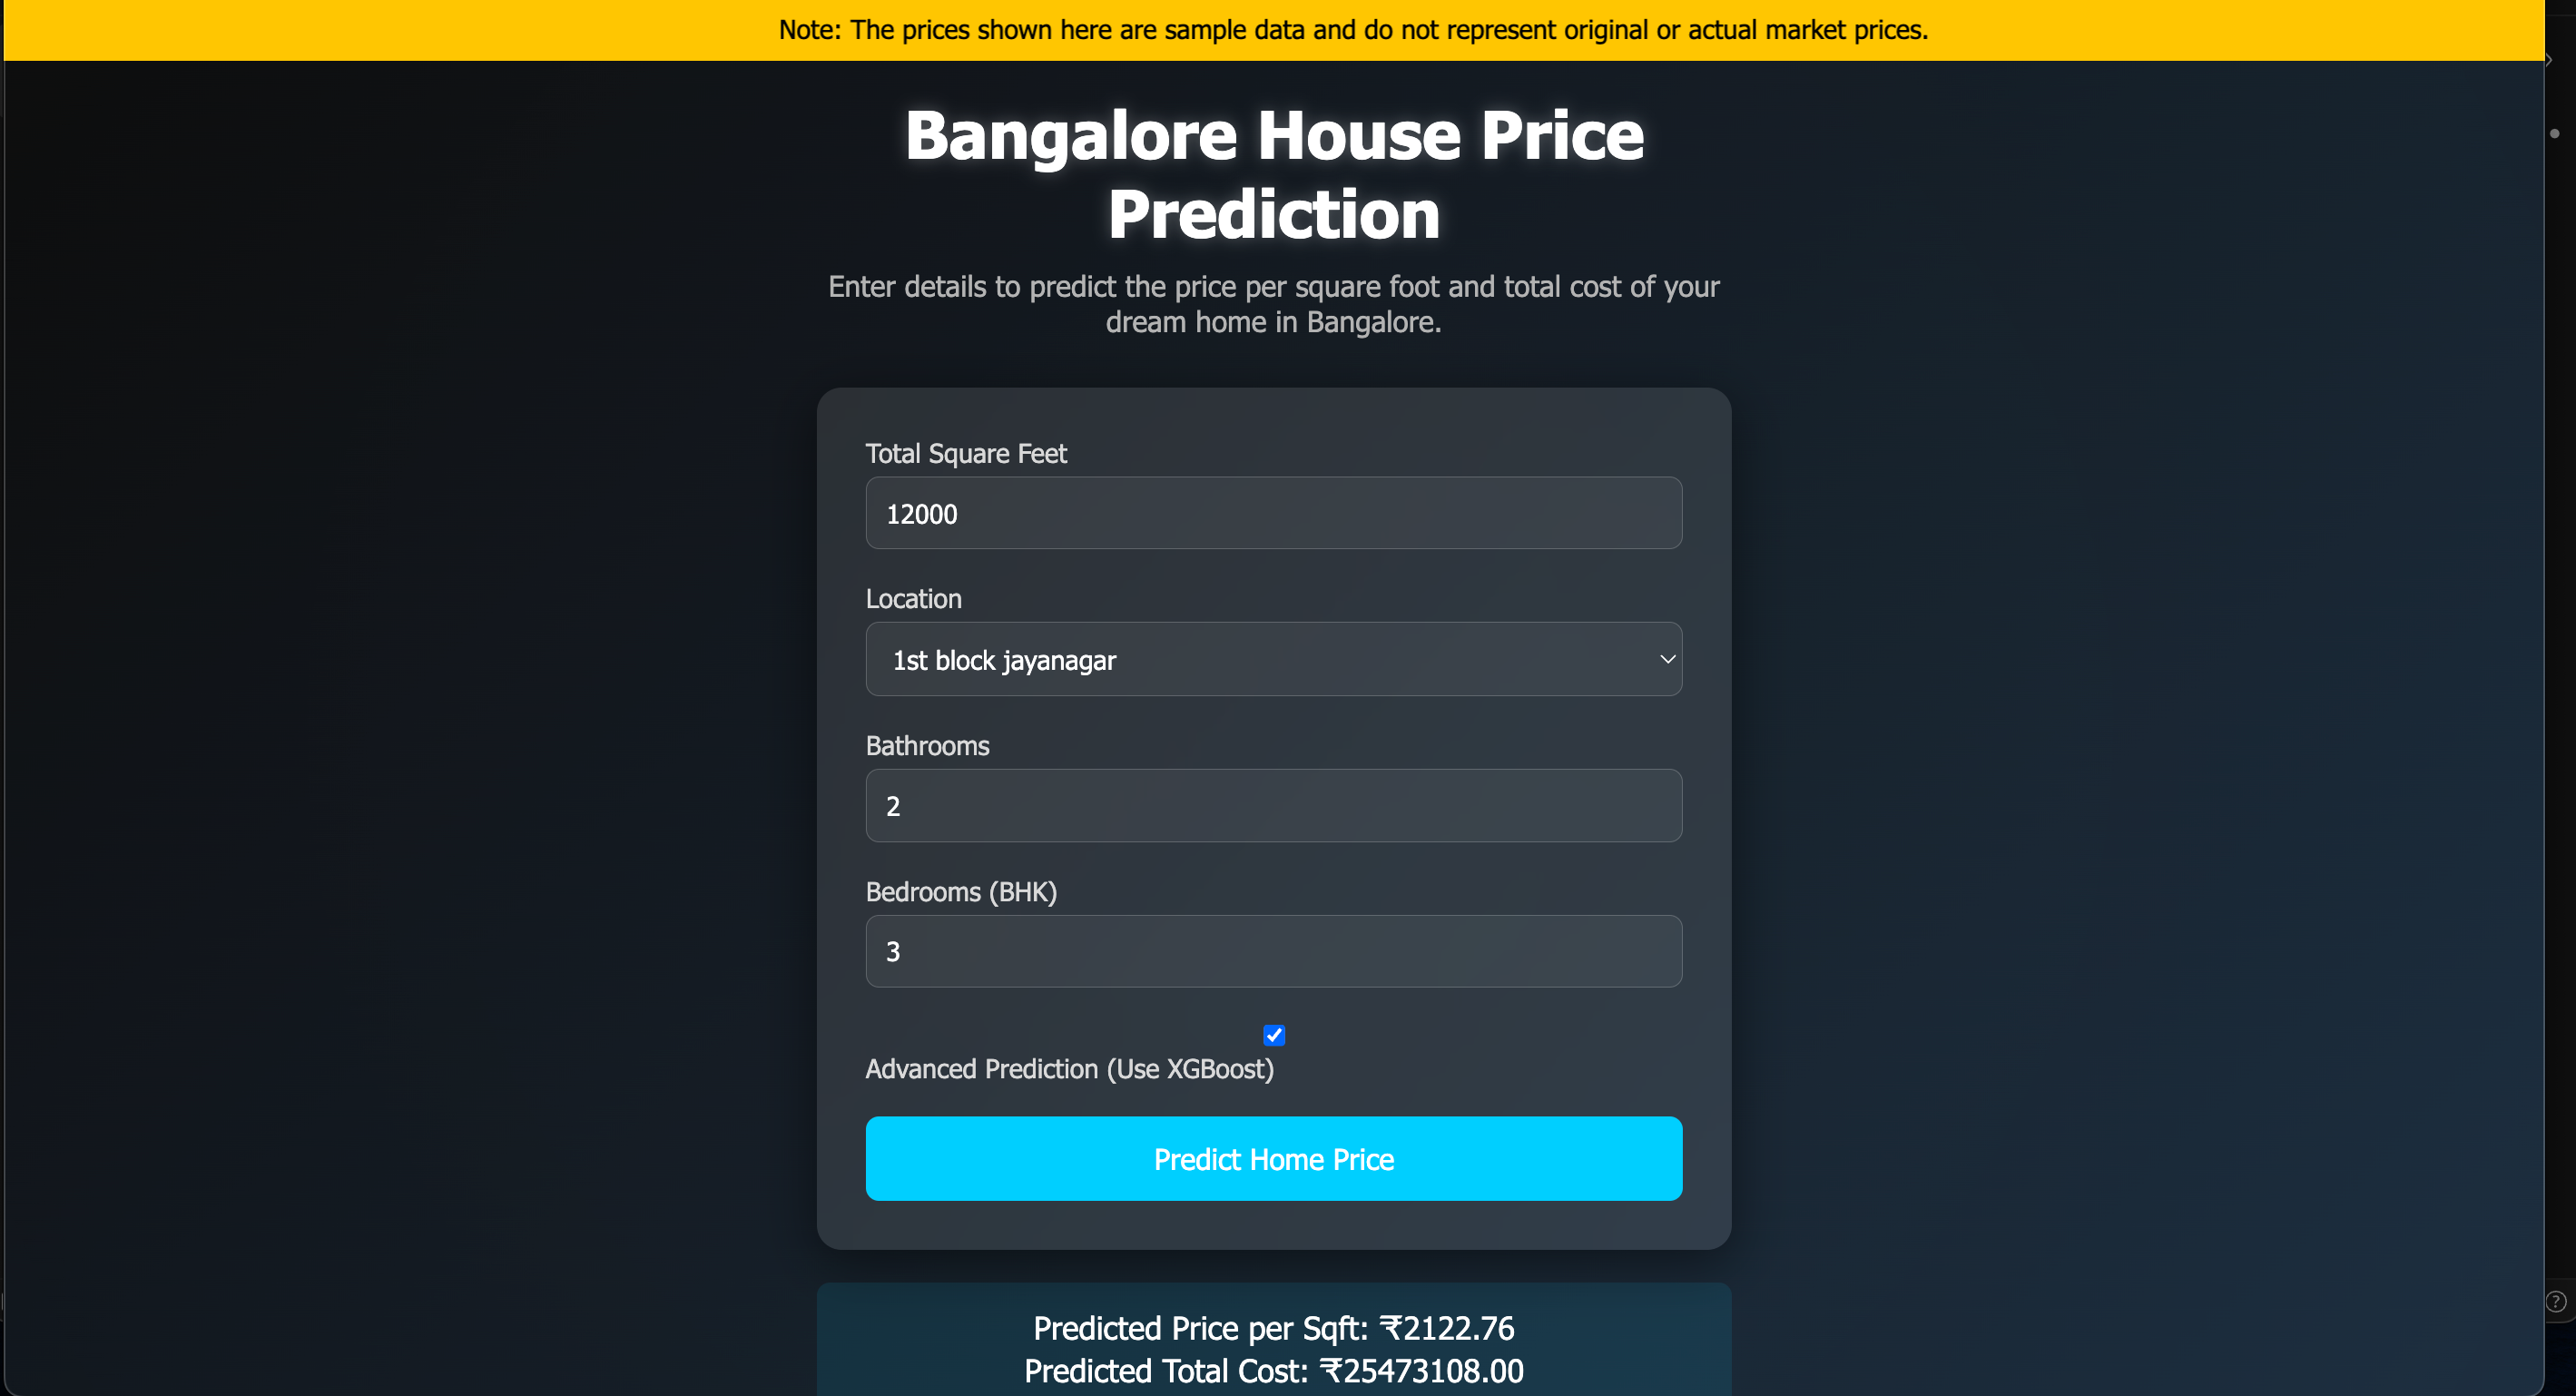 Note: The prices shown here are sample data and do not represent original or actual market prices.
Bangalore House Price
Prediction
Enter details to predict the price per square foot and total cost of your
dream home in Bangalore.
Total Square Feet
12000
Location
1st block jayanagar
Bathrooms
2
Bedrooms (BHK)
3
Advanced Prediction (Use XGBoost)
Predict Home Price
Predicted Price per Sqft: ₹2122.76
Predicted Total Cost: ₹25473108.00